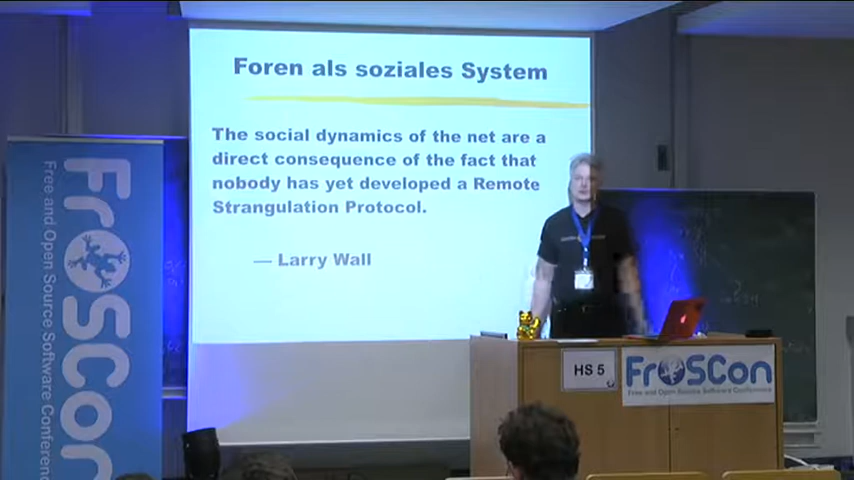 Foren als soziales System
The social dynamics of the net are a
direct consequence of the fact that
nobody has yet developed a Remote
Strangulation Protocol.
— Larry Wall
FrOSCon
Free and Open Source Software Conference
HS 5
FrOSCon
Free and Open Source Software Conference